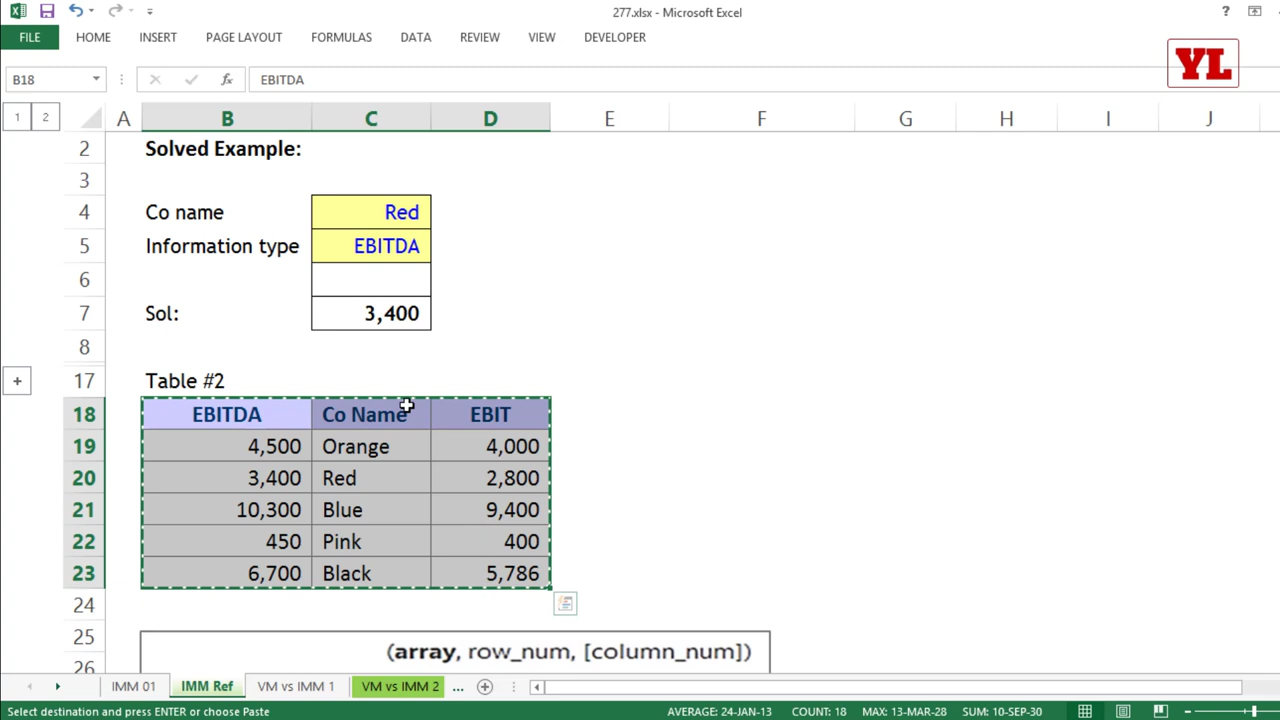 277.xlsx - Microsoft Excel
?
FILE HOME INSERT PAGE LAYOUT FORMULAS DATA REVIEW VIEW DEVELOPER
YL
B18 fx EBITDA
1 2 A B C D E F G H I J
2 Solved Example:
3
4 Co name Red
5 Information type EBITDA
6
7 Sol: 3,400
8
+ 17 Table #2
18 EBITDA Co Name EBIT
19 4,500 Orange 4,000
20 3,400 Red 2,800
21 10,300 Blue 9,400
22 450 Pink 400
23 6,700 Black 5,786
24
25 (array, row_num, [column_num])
26
IMM 01 IMM Ref VM vs IMM 1 VM vs IMM 2 ...
Select destination and press ENTER or choose Paste AVERAGE: 24-JAN-13 COUNT: 18 MAX: 13-MAR-28 SUM: 10-SEP-30